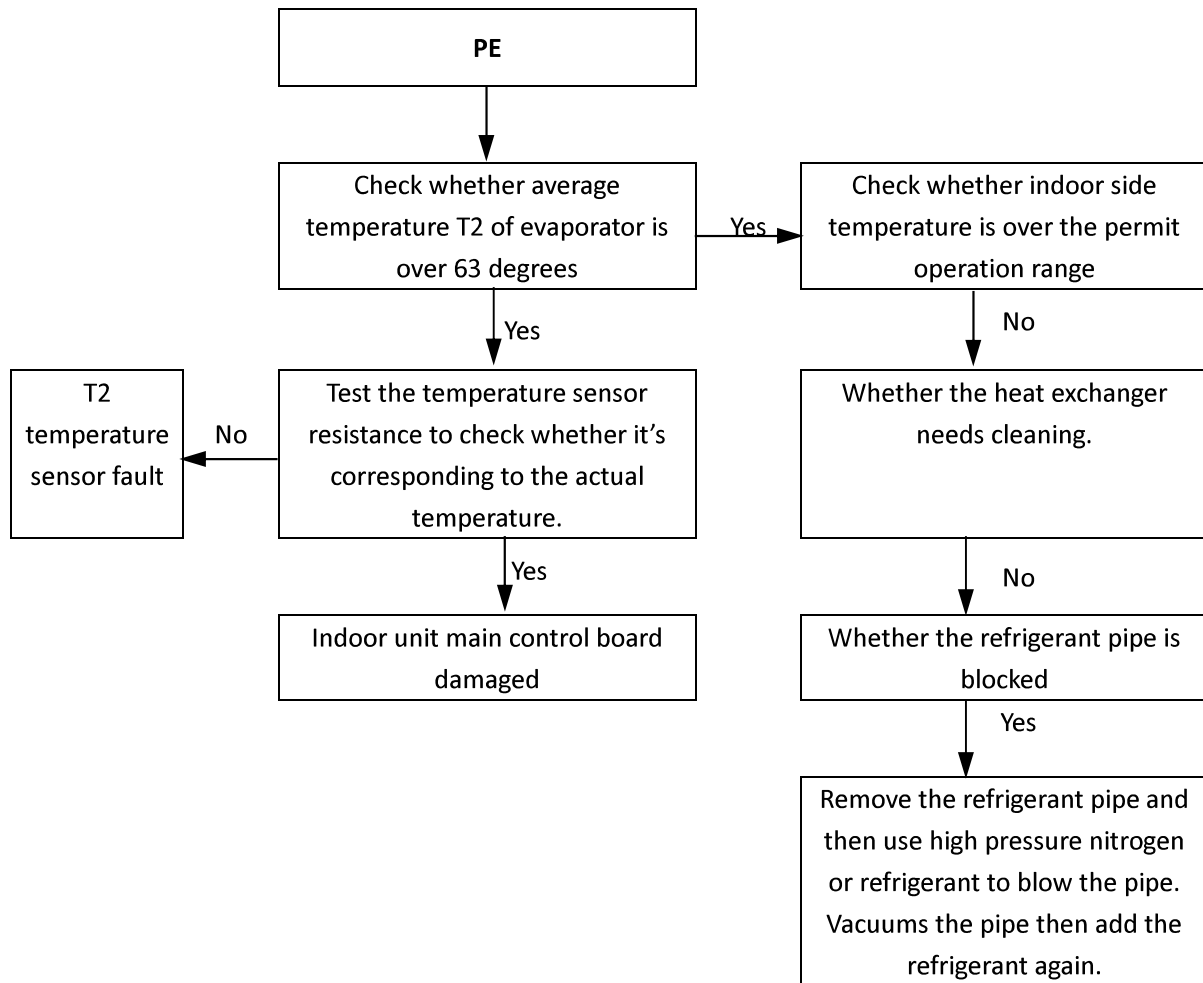 PE
Check whether average
temperature T2 of evaporator is
over 63 degrees
Yes
Check whether indoor side
temperature is over the permit
operation range
Yes
No
T2
temperature
sensor fault
No
Test the temperature sensor
resistance to check whether it’s
corresponding to the actual
temperature.
Whether the heat exchanger
needs cleaning.
Yes
No
Indoor unit main control board
damaged
Whether the refrigerant pipe is
blocked
Yes
Remove the refrigerant pipe and
then use high pressure nitrogen
or refrigerant to blow the pipe.
Vacuums the pipe then add the
refrigerant again.